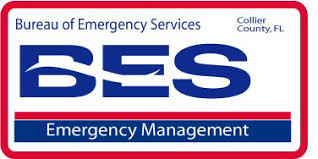 Bureau of Emergency Services
Collier
County, FL
BES
Emergency Management